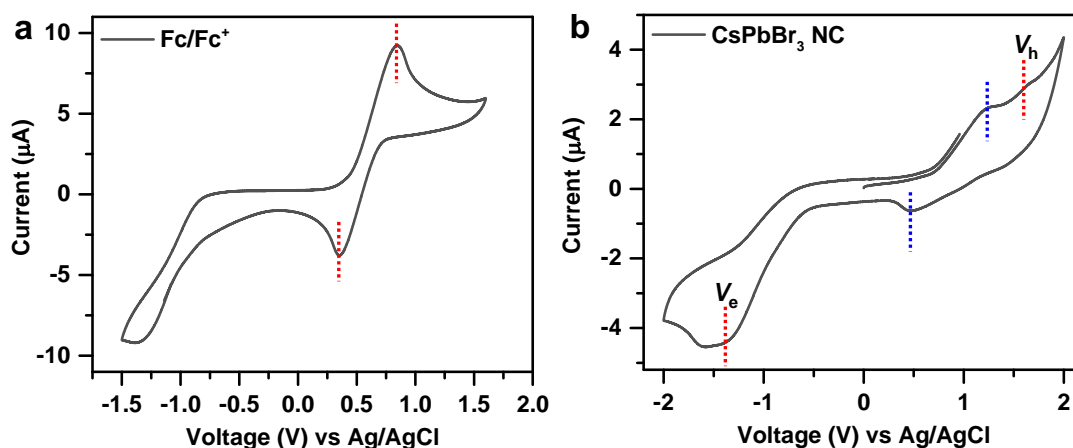 a
Fc/Fc⁺
Current (μA)
10
5
0
-5
-10
-1.5 -1.0 -0.5 0.0 0.5 1.0 1.5 2.0
Voltage (V) vs Ag/AgCl
b
CsPbBr₃ NC
Vₕ
Vₑ
Current (μA)
4
2
0
-2
-4
-2 -1 0 1 2
Voltage (V) vs Ag/AgCl